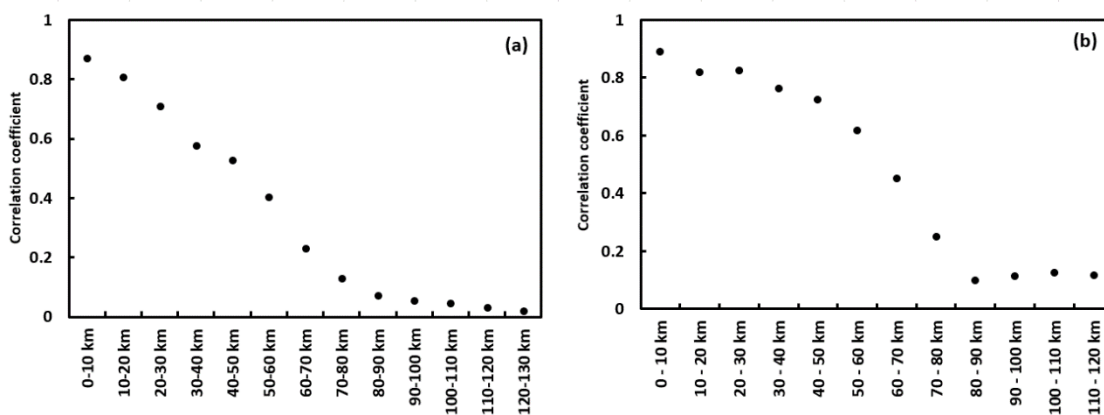 (a)
Correlation coefficient
1
0.8
0.6
0.4
0.2
0
0-10 km
10-20 km
20-30 km
30-40 km
40-50 km
50-60 km
60-70 km
70-80 km
80-90 km
90-100 km
100-110 km
110-120 km
120-130 km
(b)
Correlation coefficient
1
0.8
0.6
0.4
0.2
0
0 - 10 km
10 - 20 km
20 - 30 km
30 - 40 km
40 - 50 km
50 - 60 km
60 - 70 km
70 - 80 km
80 - 90 km
90 - 100 km
100 - 110 km
110 - 120 km